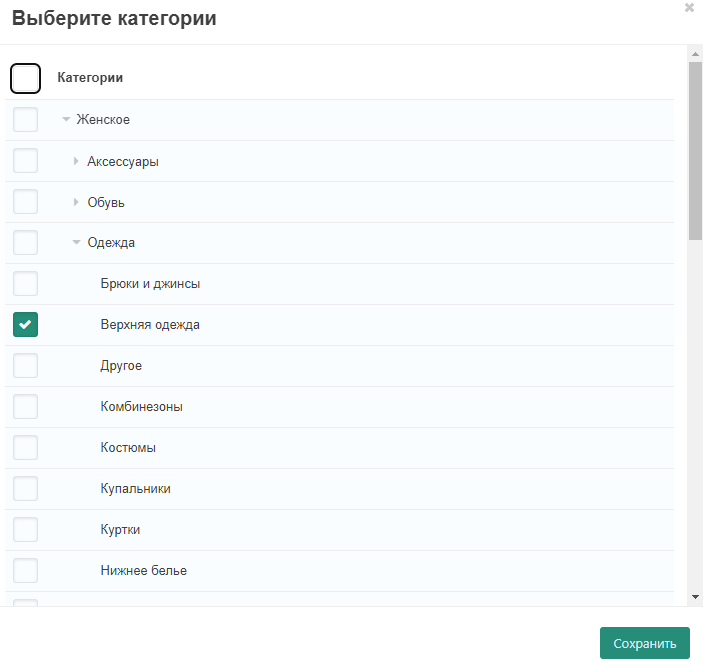 Выберите категории
Категории
Женское
Аксессуары
Обувь
Одежда
Брюки и джинсы
Верхняя одежда
Другое
Комбинезоны
Костюмы
Купальники
Куртки
Нижнее белье
Сохранить